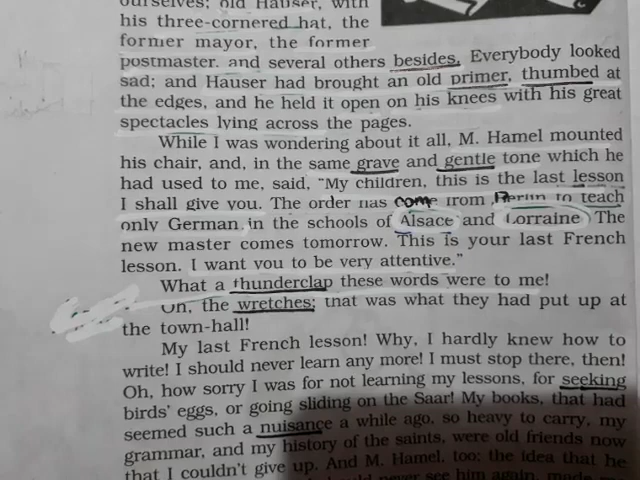 ourselves; old Hauser, with
his three-cornered hat, the
former mayor, the former
postmaster, and several others besides. Everybody looked
sad; and Hauser had brought an old primer, thumbed at
the edges, and he held it open on his knees with his great
spectacles lying across the pages.
While I was wondering about it all, M. Hamel mounted
his chair, and, in the same grave and gentle tone which he
had used to me, said, “My children, this is the last lesson
I shall give you. The order has come from Berlin to teach
only German in the schools of Alsace and Lorraine. The
new master comes tomorrow. This is your last French
lesson. I want you to be very attentive.”
What a thunderclap these words were to me!
Oh, the wretches; that was what they had put up at
the town-hall!
My last French lesson! Why, I hardly knew how to
write! I should never learn any more! I must stop there, then!
Oh, how sorry I was for not learning my lessons, for seeking
birds’ eggs, or going sliding on the Saar! My books, that had
seemed such a nuisance a while ago, so heavy to carry, my
grammar, and my history of the saints, were old friends now
that I couldn’t give up. And M. Hamel, too; the idea that he
should never see him again, made